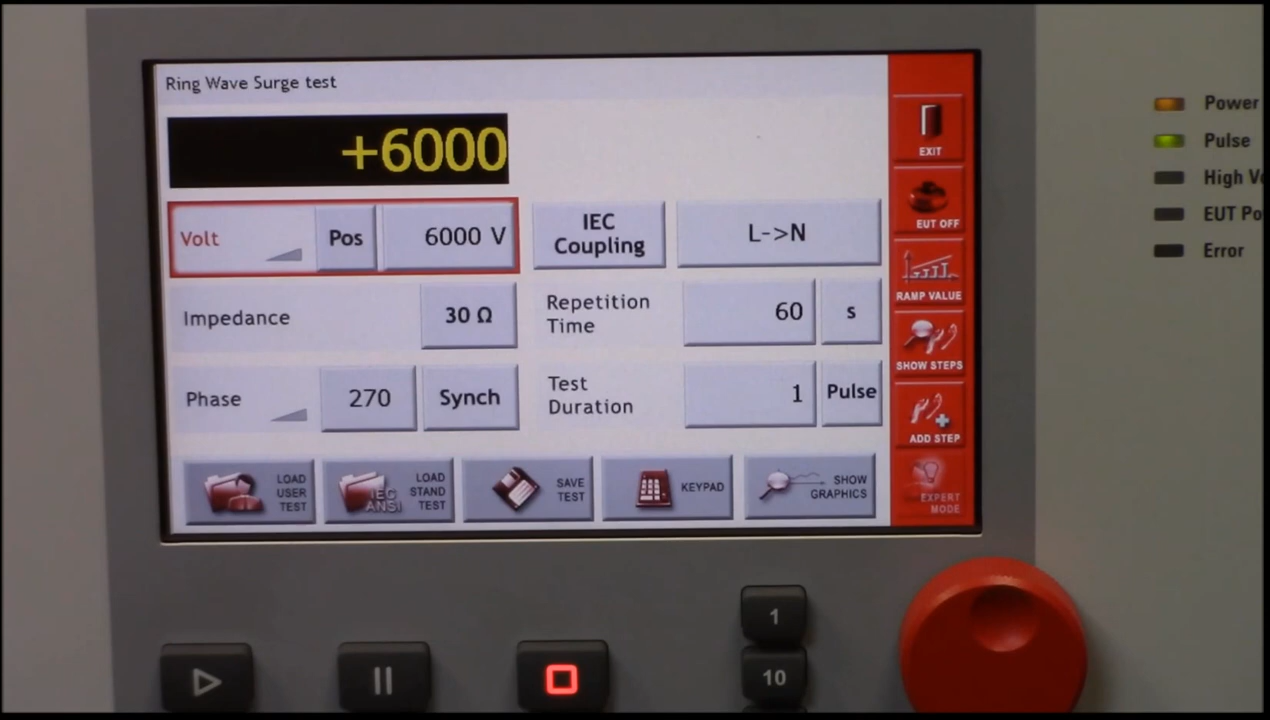 Ring Wave Surge test
+6000
Volt
Pos
6000 V
IEC
Coupling
L->N
Impedance
30 Ω
Repetition
Time
60
s
Phase
270
Synch
Test
Duration
1
Pulse
LOAD
USER
TEST
IEC
ANSI
LOAD
STAND
TEST
SAVE
TEST
KEYPAD
SHOW
GRAPHICS
EXIT
EUT OFF
RAMP VALUE
SHOW STEPS
ADD STEP
EXPERT
MODE
Power
Pulse
High V
EUT Po
Error
1
10